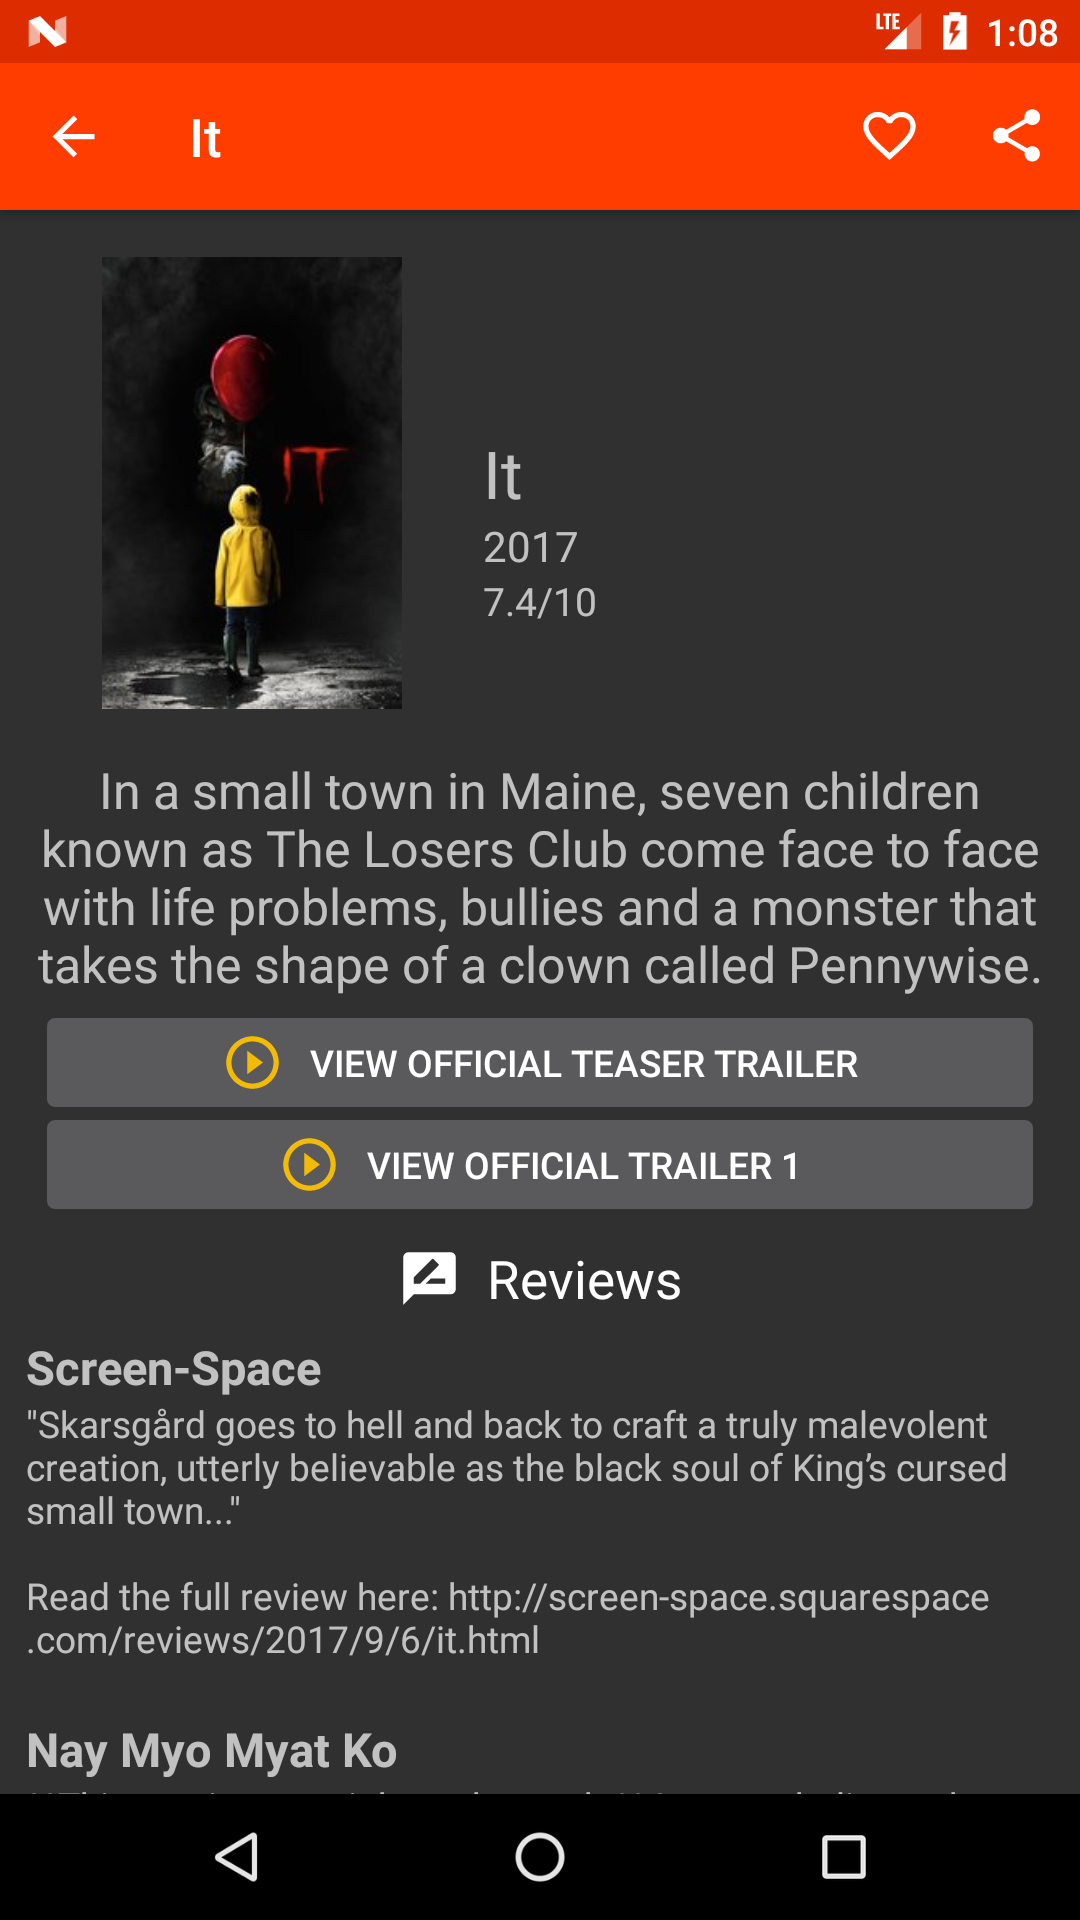 LTE 1:08
It
IT
It
2017
7.4/10
In a small town in Maine, seven children
known as The Losers Club come face to face
with life problems, bullies and a monster that
takes the shape of a clown called Pennywise.
VIEW OFFICIAL TEASER TRAILER
VIEW OFFICIAL TRAILER 1
Reviews
Screen-Space
"Skarsgård goes to hell and back to craft a truly malevolent
creation, utterly believable as the black soul of King’s cursed
small town..."
Read the full review here: http://screen-space.squarespace
.com/reviews/2017/9/6/it.html
Nay Myo Myat Ko